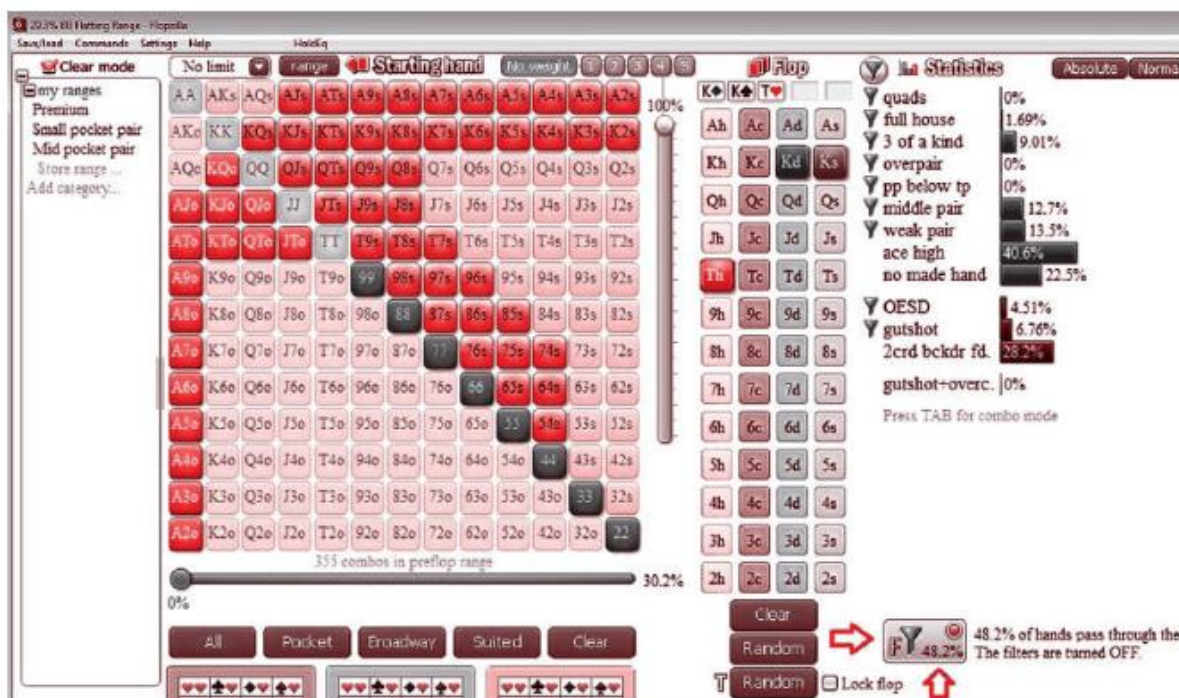 29.3% BB Flatting Range - Flopzilla
Save/load Commands Settings Help HoldEq
Clear mode
my ranges
Premium
Small pocket pair
Mid pocket pair
Store range ...
Add category...
No limit range Starting hand No weight 1 2 3 4 5
AA AKs AQs AJs ATs A9s A8s A7s A6s A5s A4s A3s A2s
AKo KK KQs KJs KTs K9s K8s K7s K6s K5s K4s K3s K2s
AQo KQo QQ QJs QTs Q9s Q8s Q7s Q6s Q5s Q4s Q3s Q2s
AJo KJo QJo JJ JTs J9s J8s J7s J6s J5s J4s J3s J2s
ATo KTo QTo JTo TT T9s T8s T7s T6s T5s T4s T3s T2s
A9o K9o Q9o J9o T9o 99 98s 97s 96s 95s 94s 93s 92s
A8o K8o Q8o J8o T8o 98o 88 87s 86s 85s 84s 83s 82s
A7o K7o Q7o J7o T7o 97o 87o 77 76s 75s 74s 73s 72s
A6o K6o Q6o J6o T6o 96o 86o 76o 66 65s 64s 63s 62s
A5o K5o Q5o J5o T5o 95o 85o 75o 65o 55 54s 53s 52s
A4o K4o Q4o J4o T4o 94o 84o 74o 64o 54o 44 43s 42s
A3o K3o Q3o J3o T3o 93o 83o 73o 63o 53o 43o 33 32s
A2o K2o Q2o J2o T2o 92o 82o 72o 62o 52o 42o 32o 22
100%
355 combos in preflop range
30.2%
0%
All Pocket Broadway Suited Clear
Flop
K♠ K♣ T♥
Ah Ac Ad As
Kh Kc Kd Ks
Qh Qc Qd Qs
Jh Jc Jd Js
Th Tc Td Ts
9h 9c 9d 9s
8h 8c 8d 8s
7h 7c 7d 7s
6h 6c 6d 6s
5h 5c 5d 5s
4h 4c 4d 4s
3h 3c 3d 3s
2h 2c 2d 2s
Clear
Random
T Random Lock flop
Statistics Absolute Norma
quads 0%
full house 1.69%
3 of a kind 9.01%
overpair 0%
pp below tp 0%
middle pair 12.7%
weak pair 13.5%
ace high 40.6%
no made hand 22.5%
OESD 4.51%
gutshot 6.76%
2crd bckdr fd. 28.2%
gutshot+overc. 0%
Press TAB for combo mode
F 48.2%
48.2% of hands pass through the
The filters are turned OFF.